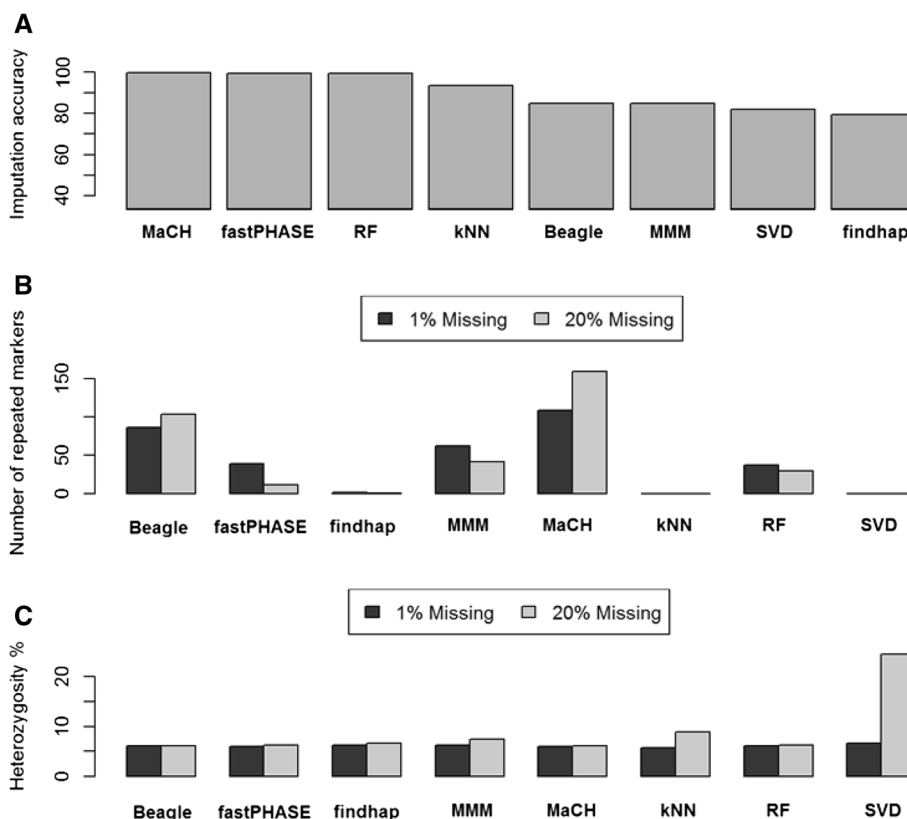 A
Imputation accuracy
100
80
60
40
MaCH fastPHASE RF kNN Beagle MMM SVD findhap
B
1% Missing 20% Missing
Number of repeated markers
150
50
0
Beagle fastPHASE findhap MMM MaCH kNN RF SVD
C
1% Missing 20% Missing
Heterozygosity %
20
10
0
Beagle fastPHASE findhap MMM MaCH kNN RF SVD